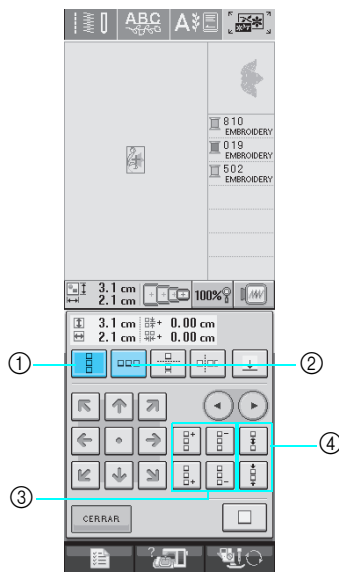 ABC
A
810
EMBROIDERY
019
EMBROIDERY
502
EMBROIDERY
3.1 cm
2.1 cm
100%
3.1 cm + 0.00 cm
2.1 cm + 0.00 cm
①
②
③
④
CERRAR
?